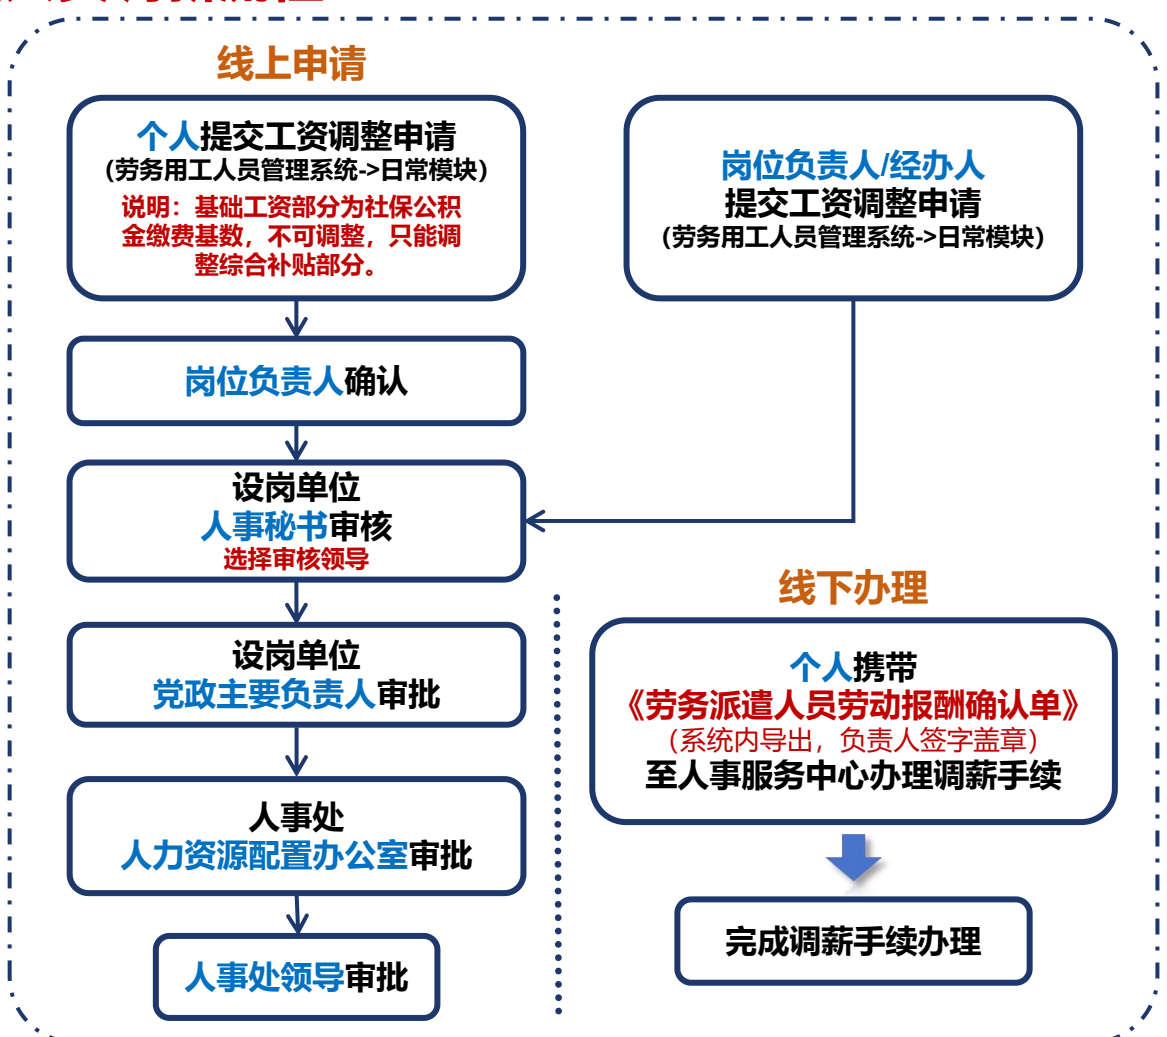 线上申请
个人提交工资调整申请
(劳务用工人员管理系统->日常模块)
说明：基础工资部分为社保公积
金缴费基数，不可调整，只能调
整综合补贴部分。
岗位负责人确认
设岗单位
人事秘书审核
选择审核领导
设岗单位
党政主要负责人审批
人事处
人力资源配置办公室审批
人事处领导审批
岗位负责人/经办人
提交工资调整申请
(劳务用工人员管理系统->日常模块)
线下办理
个人携带
《劳务派遣人员劳动报酬确认单》
（系统内导出，负责人签字盖章）
至人事服务中心办理调薪手续
完成调薪手续办理